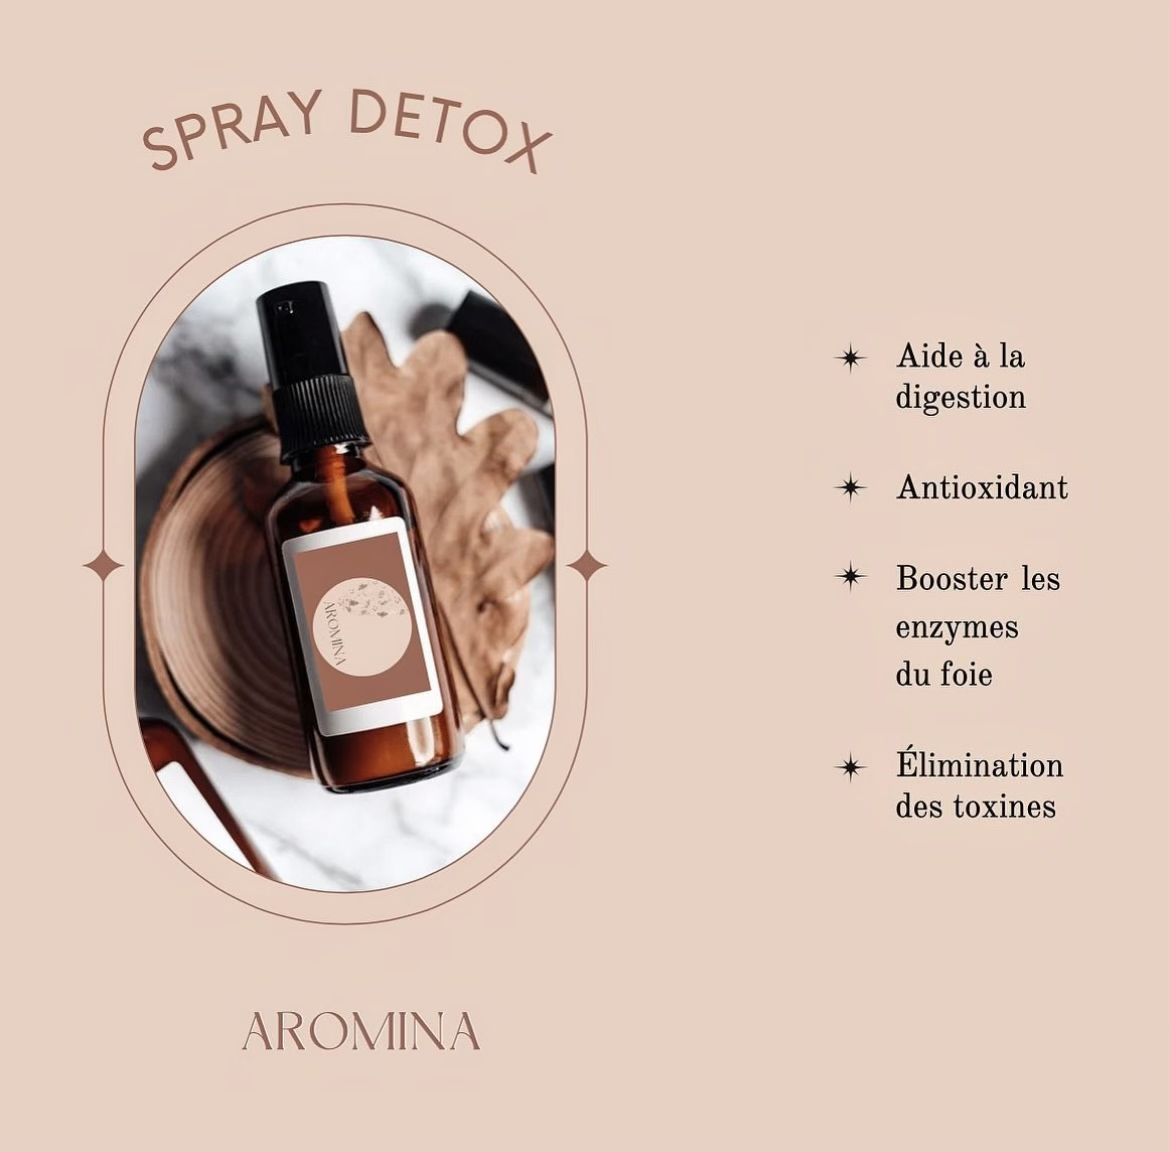 SPRAY DETOX
AROMINA
AROMINA
Aide à la
digestion
Antioxidant
Booster les
enzymes
du foie
Élimination
des toxines